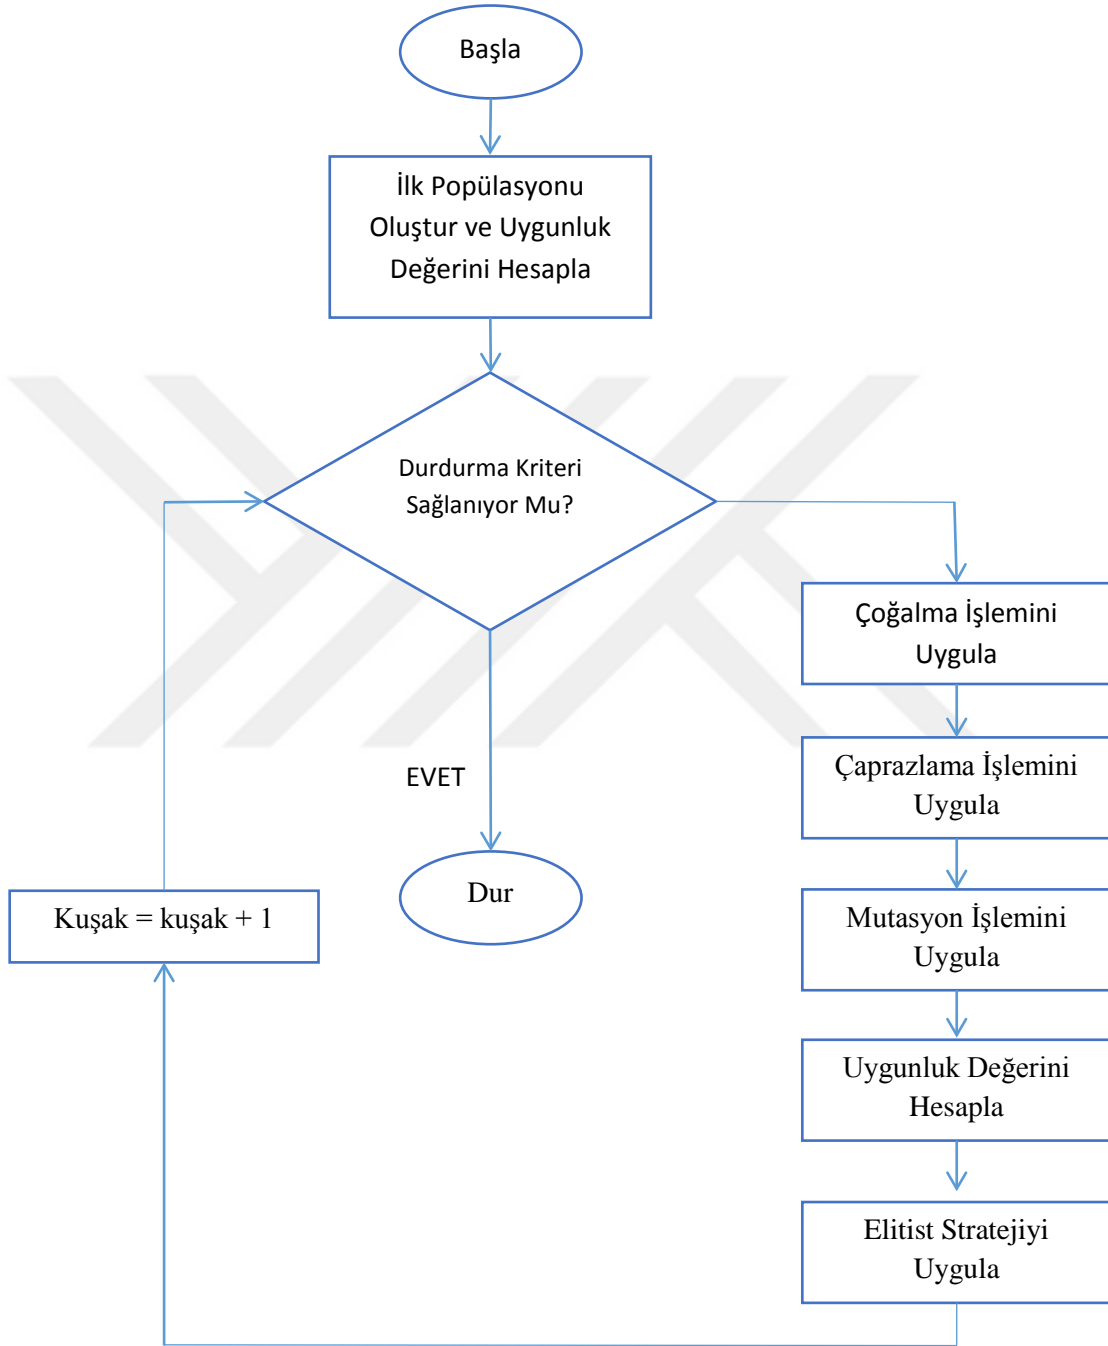 Başla
İlk Popülasyonu
Oluştur ve Uygunluk
Değerini Hesapla
Durdurma Kriteri
Sağlanıyor Mu?
Çoğalma İşlemini
Uygula
Çaprazlama İşlemini
Uygula
EVET
Dur
Kuşak = kuşak + 1
Mutasyon İşlemini
Uygula
Uygunluk Değerini
Hesapla
Elitist Stratejiyi
Uygula